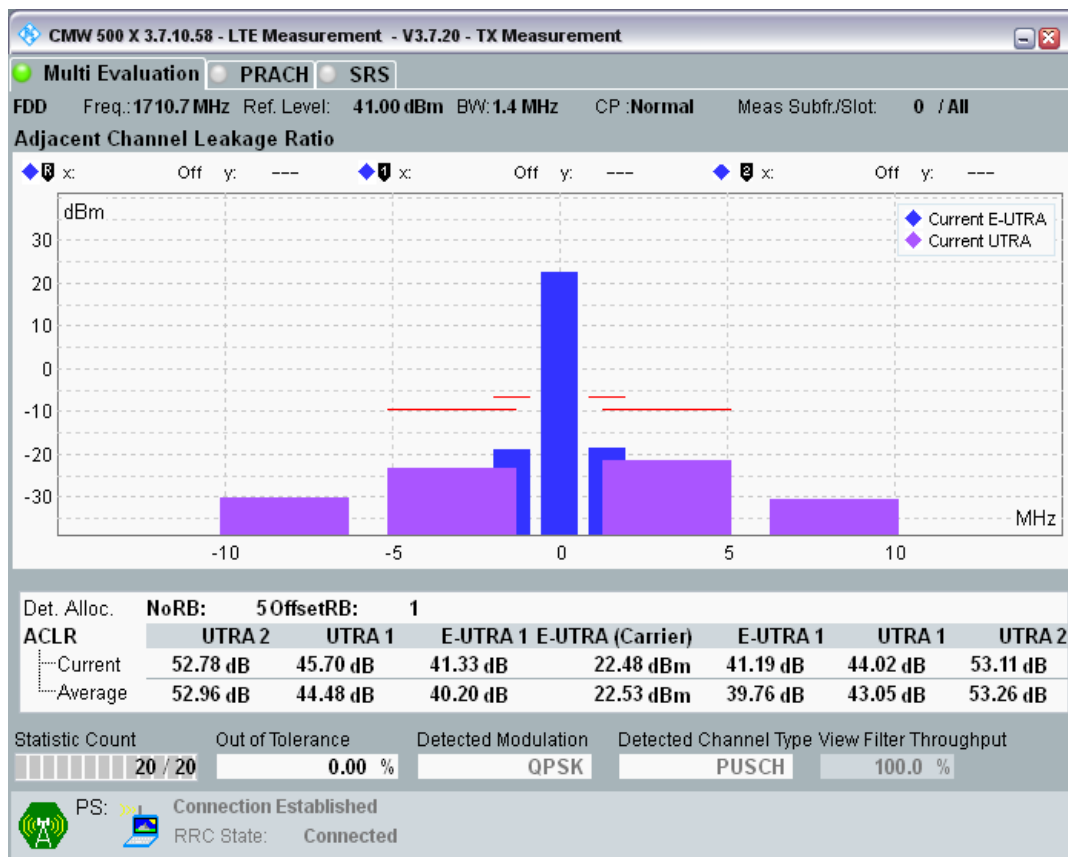 CMW 500 X 3.7.10.58 - LTE Measurement - V3.7.20 - TX Measurement
Multi Evaluation PRACH SRS
FDD Freq.:1710.7 MHz Ref. Level: 41.00 dBm BW:1.4 MHz CP :Normal Meas Subfr./Slot: 0 / All
Adjacent Channel Leakage Ratio
R x: Off y: --- 1 x: Off y: --- 2 x: Off y: ---
dBm
Current E-UTRA
Current UTRA
30
20
10
0
-10
-20
-30
MHz
-10 -5 0 5 10
Det. Alloc. NoRB: 5 OffsetRB: 1
ACLR UTRA 2 UTRA 1 E-UTRA 1 E-UTRA (Carrier) E-UTRA 1 UTRA 1 UTRA 2
Current 52.78 dB 45.70 dB 41.33 dB 22.48 dBm 41.19 dB 44.02 dB 53.11 dB
Average 52.96 dB 44.48 dB 40.20 dB 22.53 dBm 39.76 dB 43.05 dB 53.26 dB
Statistic Count Out of Tolerance Detected Modulation Detected Channel Type View Filter Throughput
20 / 20 0.00 % QPSK PUSCH 100.0 %
PS: Connection Established
RRC State: Connected